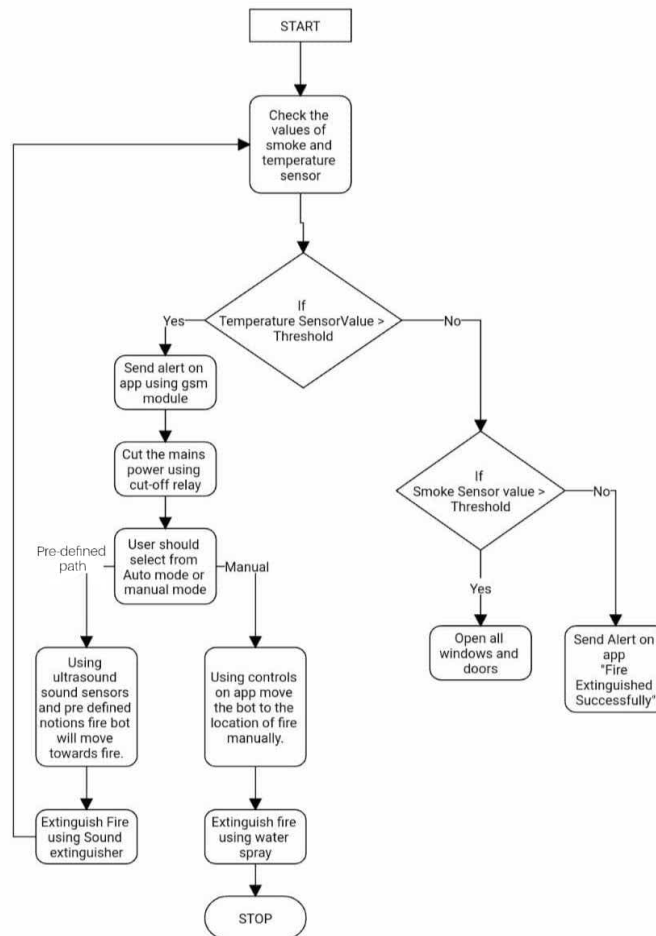 START
Check the
values of
smoke and
temperature
sensor
If
Temperature SensorValue >
Threshold
Yes
No
Send alert on
app using gsm
module
Cut the mains
power using
cut-off relay
If
Smoke Sensor value >
Threshold
No
Yes
User should
select from
Auto mode or
manual mode
Pre-defined
path
Manual
Open all
windows and
doors
Send Alert on
app
"Fire
Extinguished
Successfully"
Using
ultrasound
sound sensors
and pre defined
notions fire bot
will move
towards fire.
Using controls
on app move
the bot to the
location of fire
manually.
Extinguish Fire
using Sound
extinguisher
Extinguish fire
using water
spray
STOP